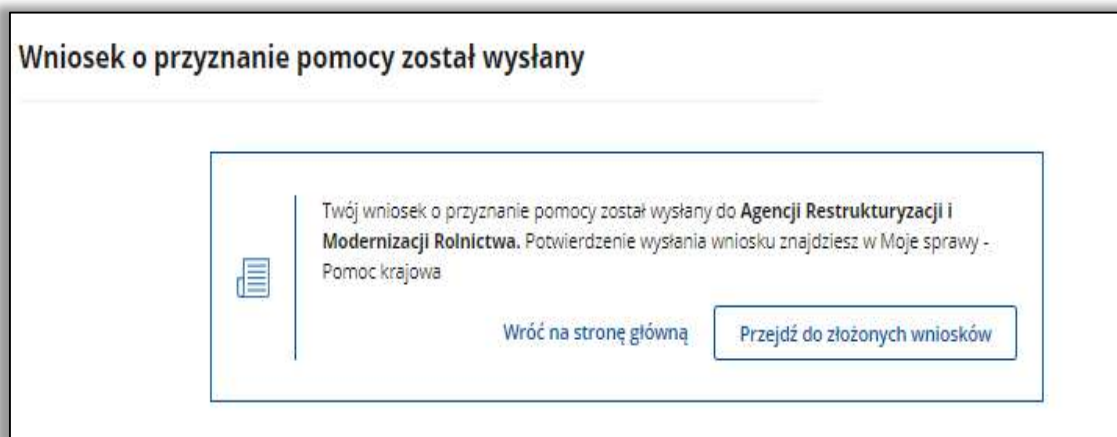 Wniosek o przyznanie pomocy został wysłany
Twój wniosek o przyznanie pomocy został wysłany do Agencji Restrukturyzacji i
Modernizacji Rolnictwa. Potwierdzenie wysłania wniosku znajdziesz w Moje sprawy -
Pomoc krajowa
Wróć na stronę główną
Przejdź do złożonych wniosków